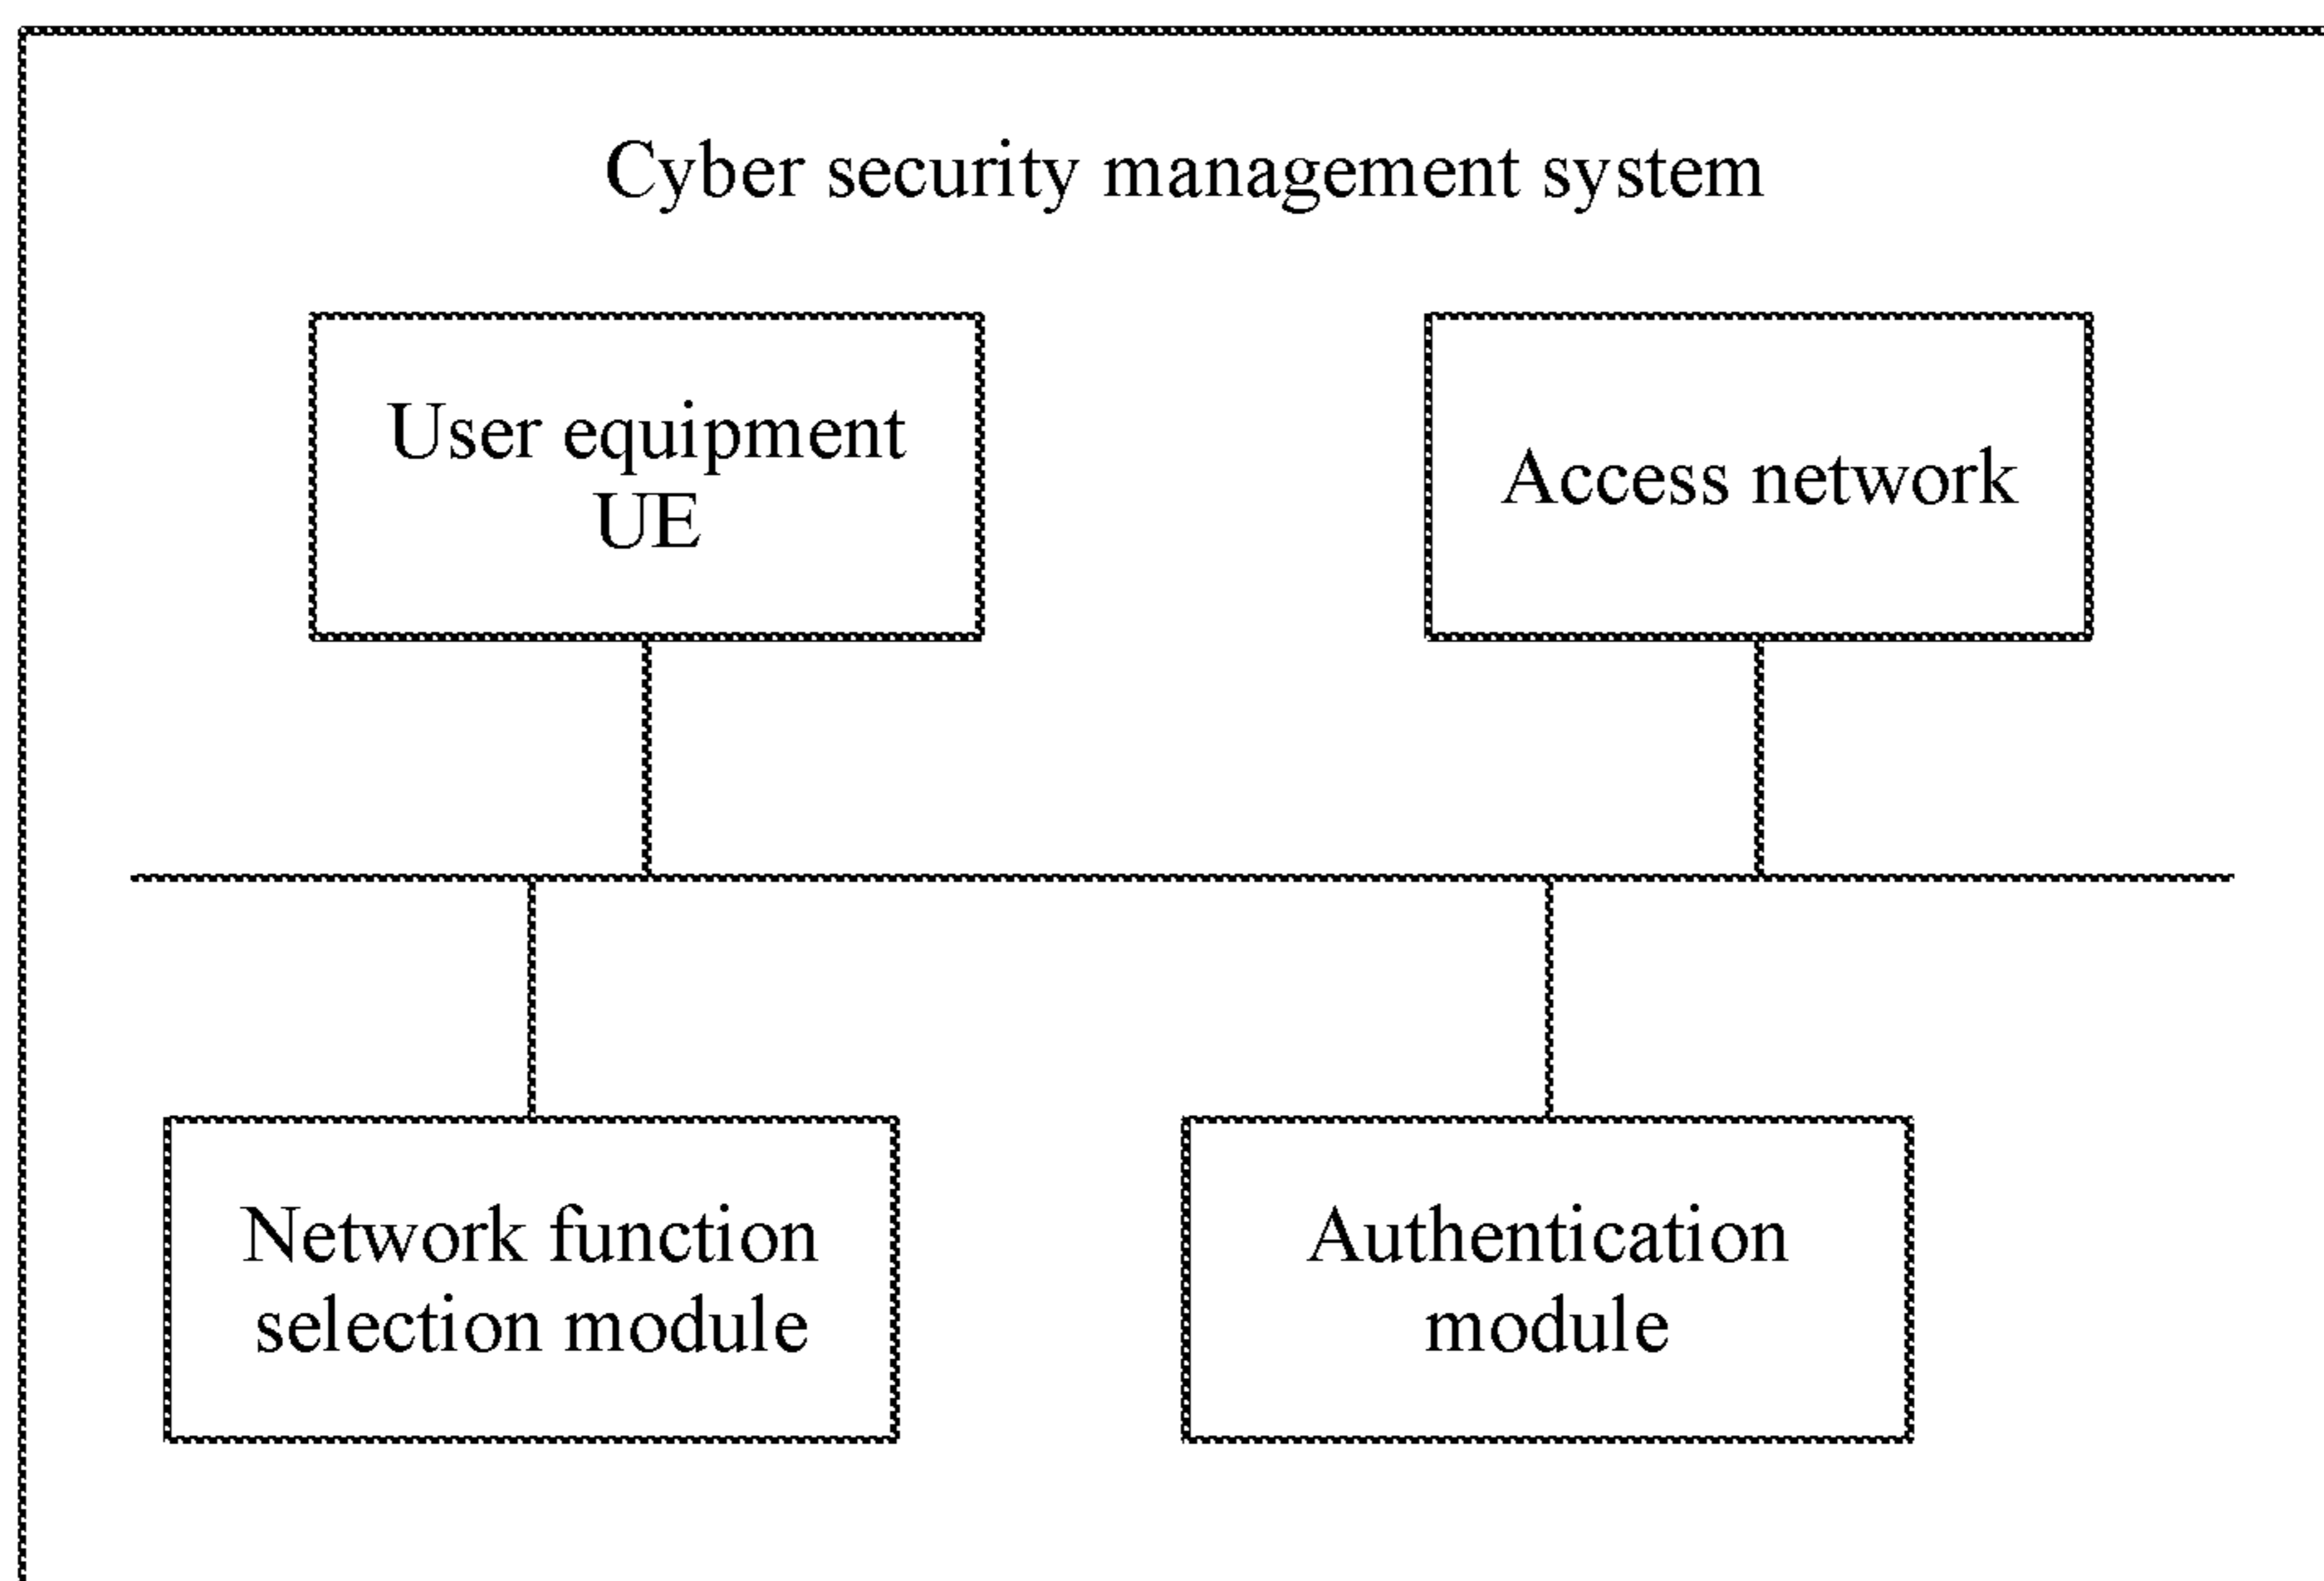 Cyber security management system
User equipment
UE
Access network
Network function
selection module
Authentication
module